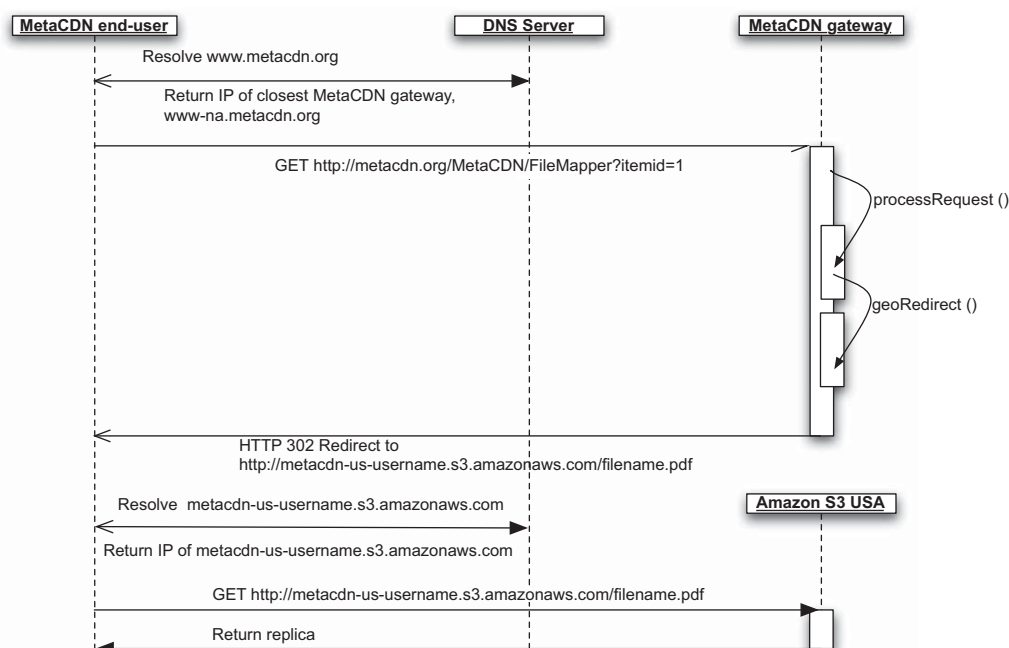 MetaCDN end-user
DNS Server
MetaCDN gateway
Resolve www.metacdn.org
Return IP of closest MetaCDN gateway,
www-na.metacdn.org
GET http://metacdn.org/MetaCDN/FileMapper?itemid=1
processRequest ()
geoRedirect ()
HTTP 302 Redirect to
http://metacdn-us-username.s3.amazonaws.com/filename.pdf
Resolve metacdn-us-username.s3.amazonaws.com
Amazon S3 USA
Return IP of metacdn-us-username.s3.amazonaws.com
GET http://metacdn-us-username.s3.amazonaws.com/filename.pdf
Return replica